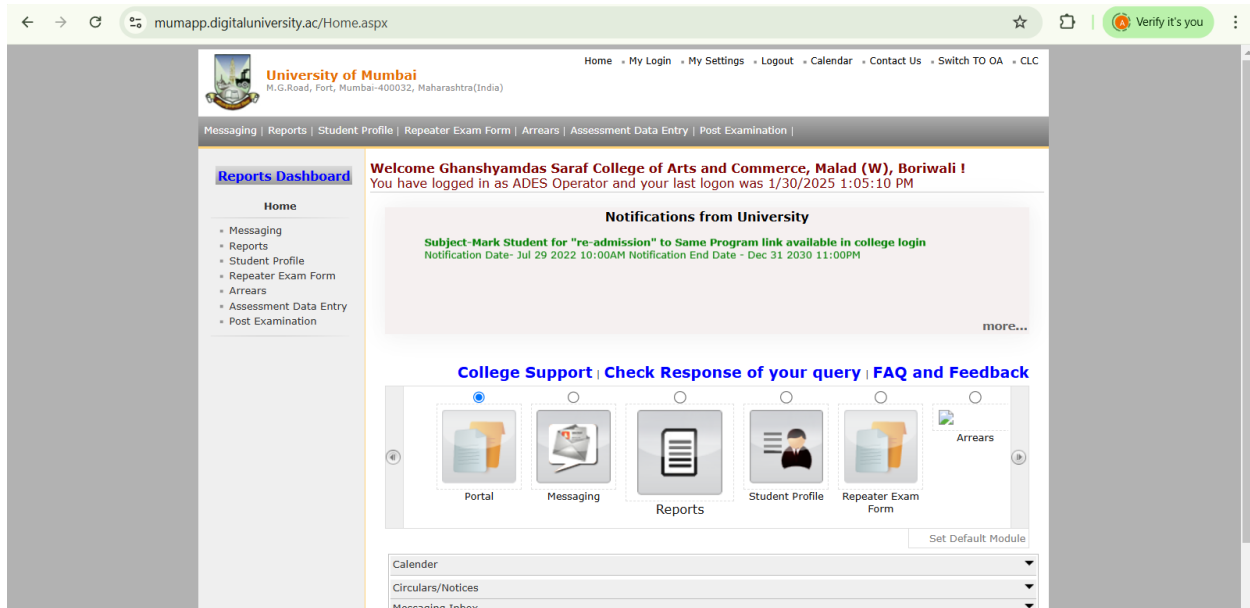 mumapp.digitaluniversity.ac/Home.aspx
Verify it's you
Home My Login My Settings Logout Calendar Contact Us Switch TO OA CLC
University of Mumbai
M.G.Road, Fort, Mumbai-400032, Maharashtra(India)
Messaging | Reports | Student Profile | Repeater Exam Form | Arrears | Assessment Data Entry | Post Examination |
Reports Dashboard
Home
Messaging
Reports
Student Profile
Repeater Exam Form
Arrears
Assessment Data Entry
Post Examination
Welcome Ghanshyamdas Saraf College of Arts and Commerce, Malad (W), Boriwali !
You have logged in as ADES Operator and your last logon was 1/30/2025 1:05:10 PM
Notifications from University
Subject-Mark Student for "re-admission" to Same Program link available in college login
Notification Date- Jul 29 2022 10:00AM Notification End Date - Dec 31 2030 11:00PM
more...
College Support | Check Response of your query | FAQ and Feedback
Portal
Messaging
Reports
Student Profile
Repeater Exam
Form
Arrears
Set Default Module
Calender
Circulars/Notices
Messaging Inbox